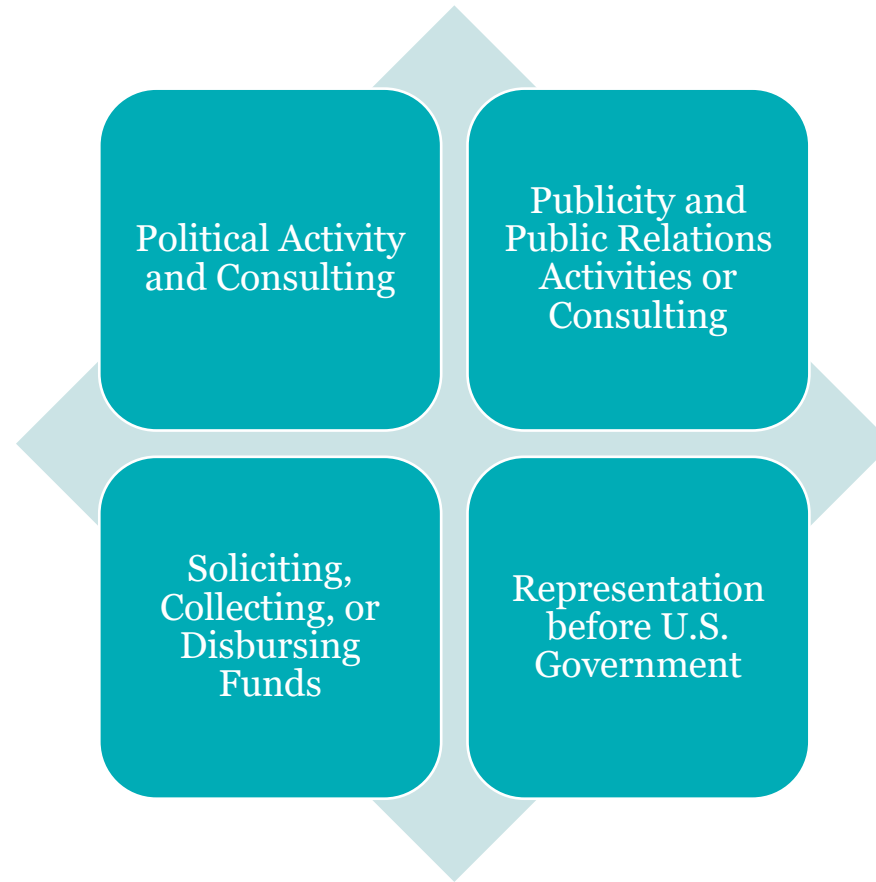 Political Activity
and Consulting
Publicity and
Public Relations
Activities or
Consulting
Soliciting,
Collecting, or
Disbursing
Funds
Representation
before U.S.
Government